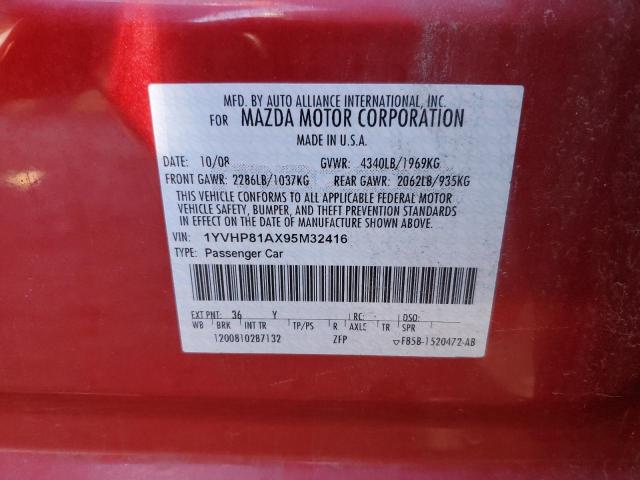 MFD. BY AUTO ALLIANCE INTERNATIONAL, INC.
FOR MAZDA MOTOR CORPORATION
MADE IN U.S.A.
DATE: 10/08 GVWR: 4340LB/1969KG
FRONT GAWR: 2286LB/1037KG REAR GAWR: 2062LB/935KG
THIS VEHICLE CONFORMS TO ALL APPLICABLE FEDERAL MOTOR
VEHICLE SAFETY, BUMPER, AND THEFT PREVENTION STANDARDS
IN EFFECT ON THE DATE OF MANUFACTURE SHOWN ABOVE.
VIN: 1YVHP81AX95M32416
TYPE: Passenger Car
EXT PNT: 36 Y RC: DSO:
WB BRK INT TR TP/PS R AXLE TR SPR
1200810287132 ZFP F85B-1520472-AB